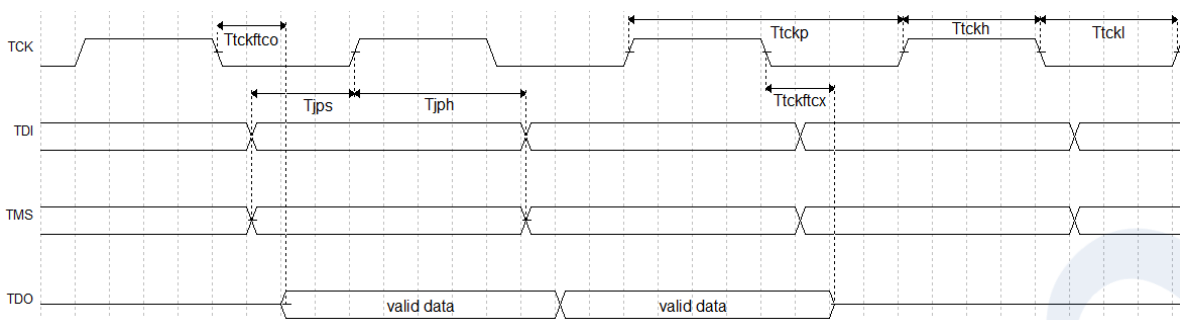 Ttckftco
TCK
Ttckp
Ttckh
Ttckl
Tjps
Tjph
Ttckftcx
TDI
TMS
TDO
valid data
valid data